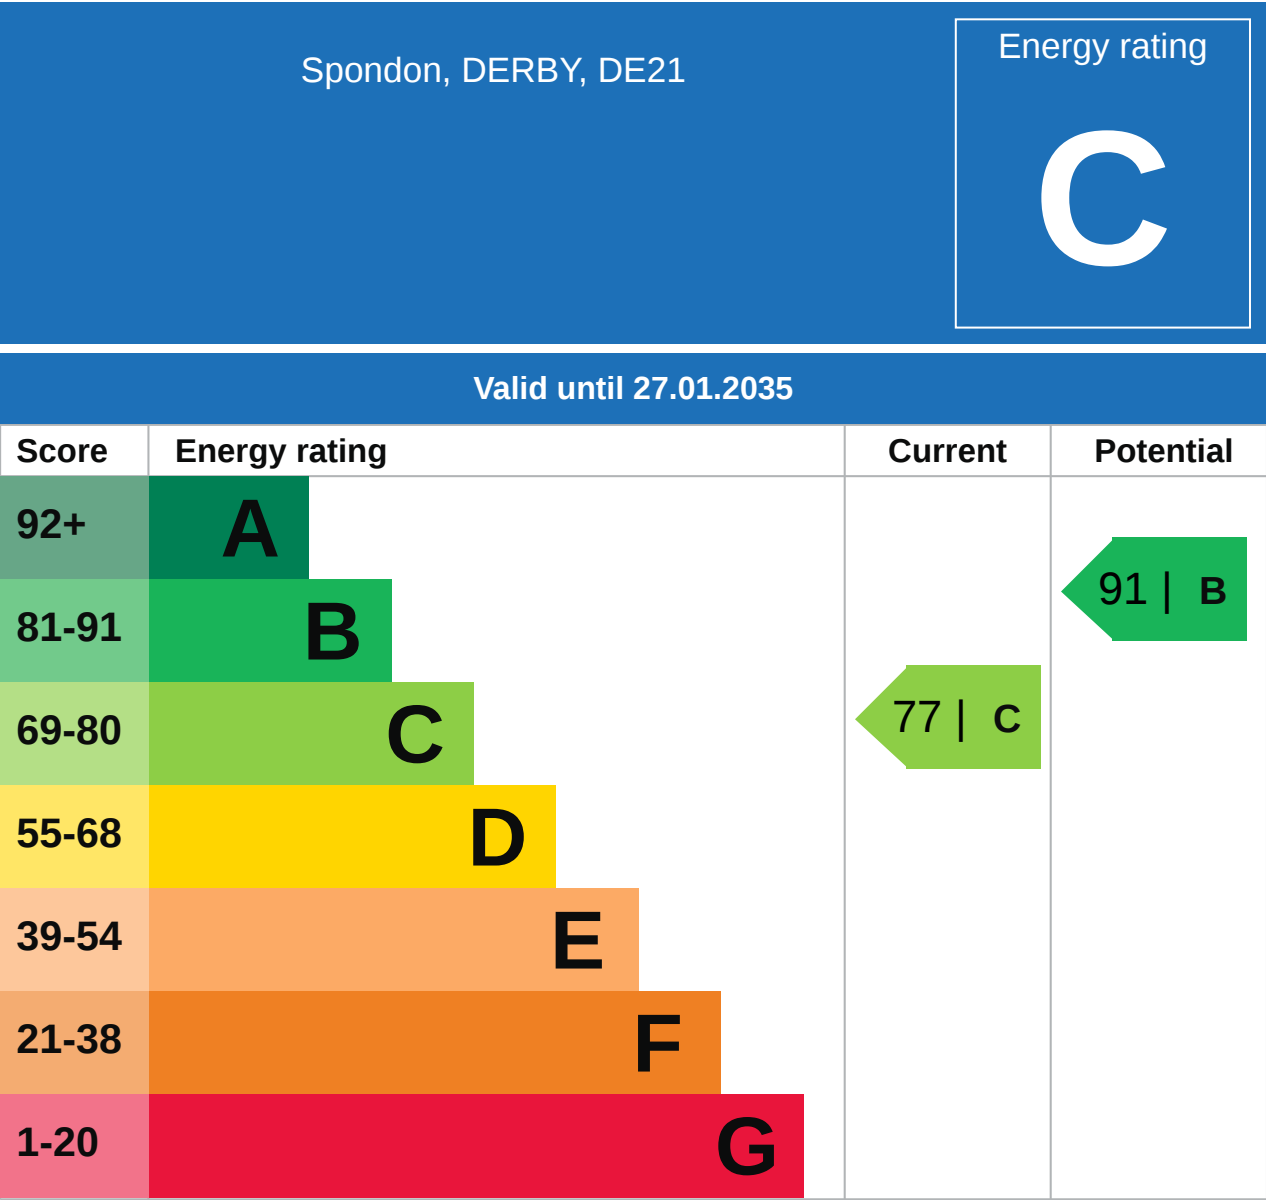 Spondon, DERBY, DE21
Energy rating
C
Valid until 27.01.2035
Score Energy rating Current Potential
92+ A
91 | B
81-91 B
69-80 C
77 | C
55-68 D
39-54 E
21-38 F
1-20 G